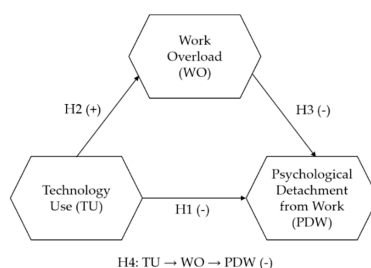 Work
Overload
(WO)
H2 (+)
H3 (-)
Technology
Use (TU)
H1 (-)
Psychological
Detachment
from Work
(PDW)
H4: TU → WO → PDW (-)